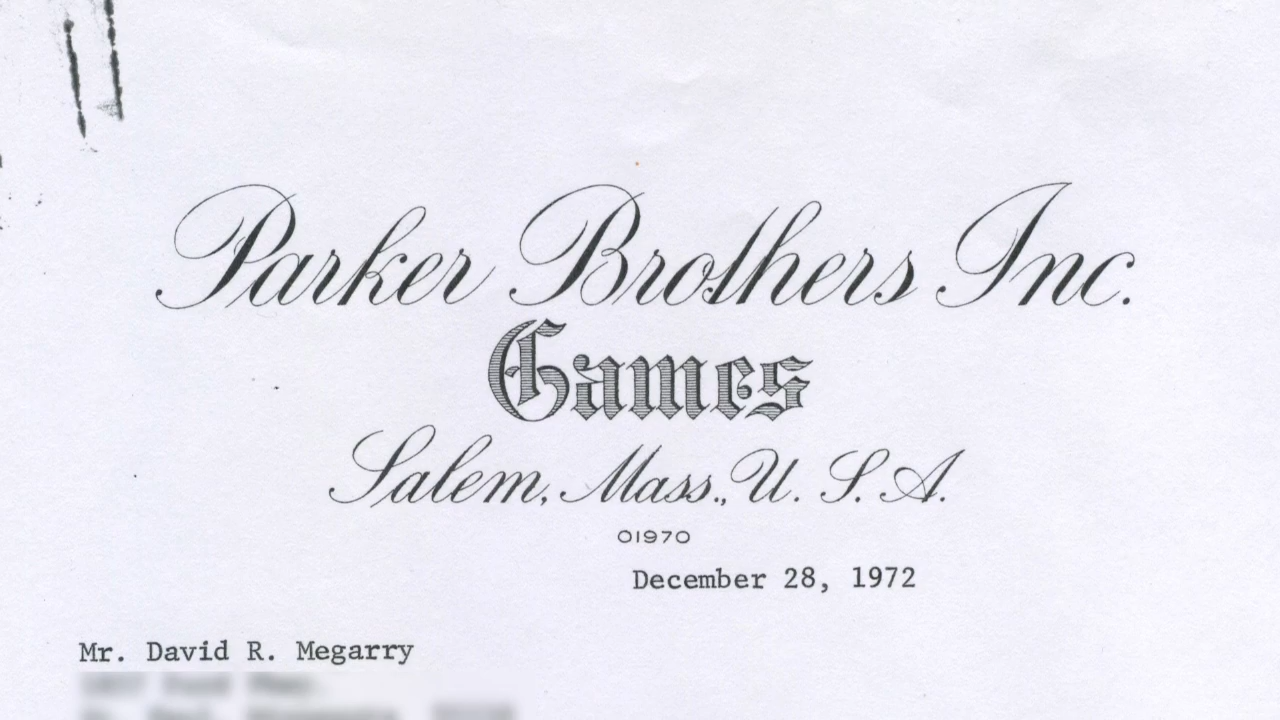 Parker Brothers Inc.
Games
Salem, Mass., U. S. A.
01970
December 28, 1972
Mr. David R. Megarry